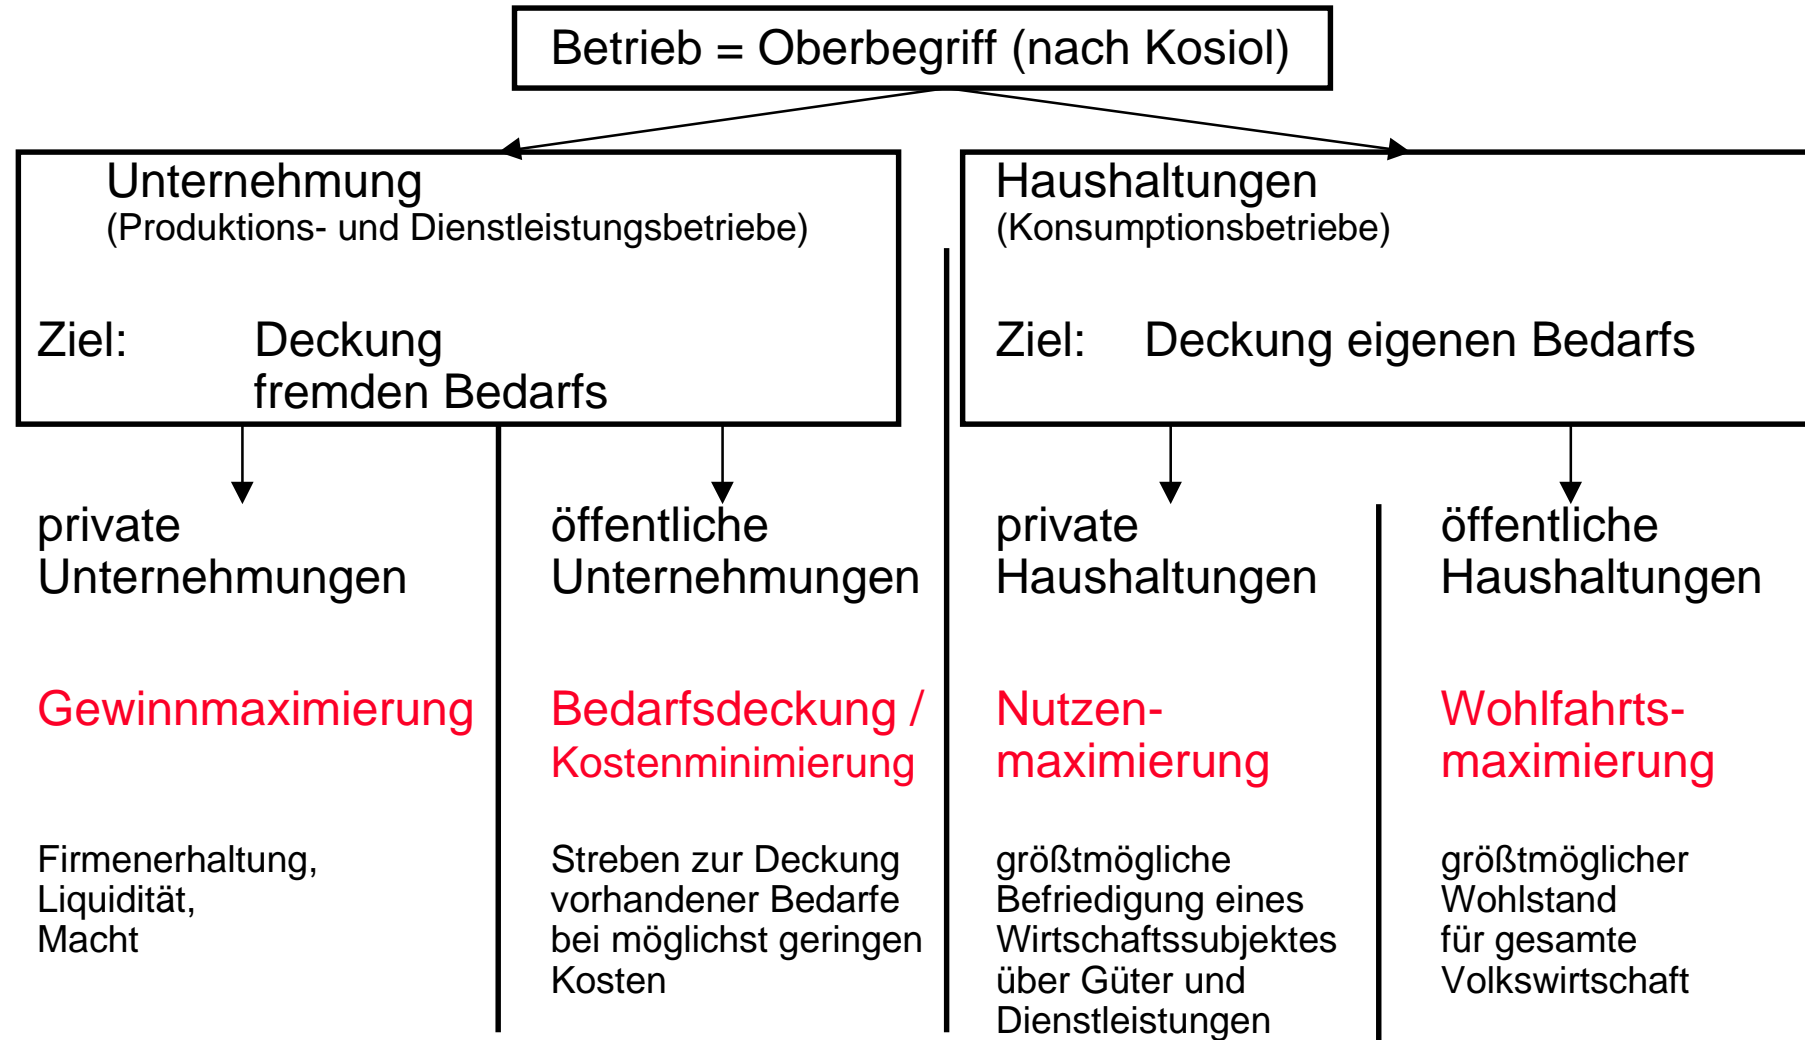 Betrieb = Oberbegriff (nach Kosiol)
Unternehmung
(Produktions- und Dienstleistungsbetriebe)
Ziel: Deckung
fremden Bedarfs
Haushaltungen
(Konsumptionsbetriebe)
Ziel: Deckung eigenen Bedarfs
private
Unternehmungen
Gewinnmaximierung
Firmenerhaltung,
Liquidität,
Macht
öffentliche
Unternehmungen
Bedarfsdeckung /
Kostenminimierung
Streben zur Deckung
vorhandener Bedarfe
bei möglichst geringen
Kosten
private
Haushaltungen
Nutzen-
maximierung
größtmögliche
Befriedigung eines
Wirtschaftssubjektes
über Güter und
Dienstleistungen
öffentliche
Haushaltungen
Wohlfahrts-
maximierung
größtmöglicher
Wohlstand
für gesamte
Volkswirtschaft